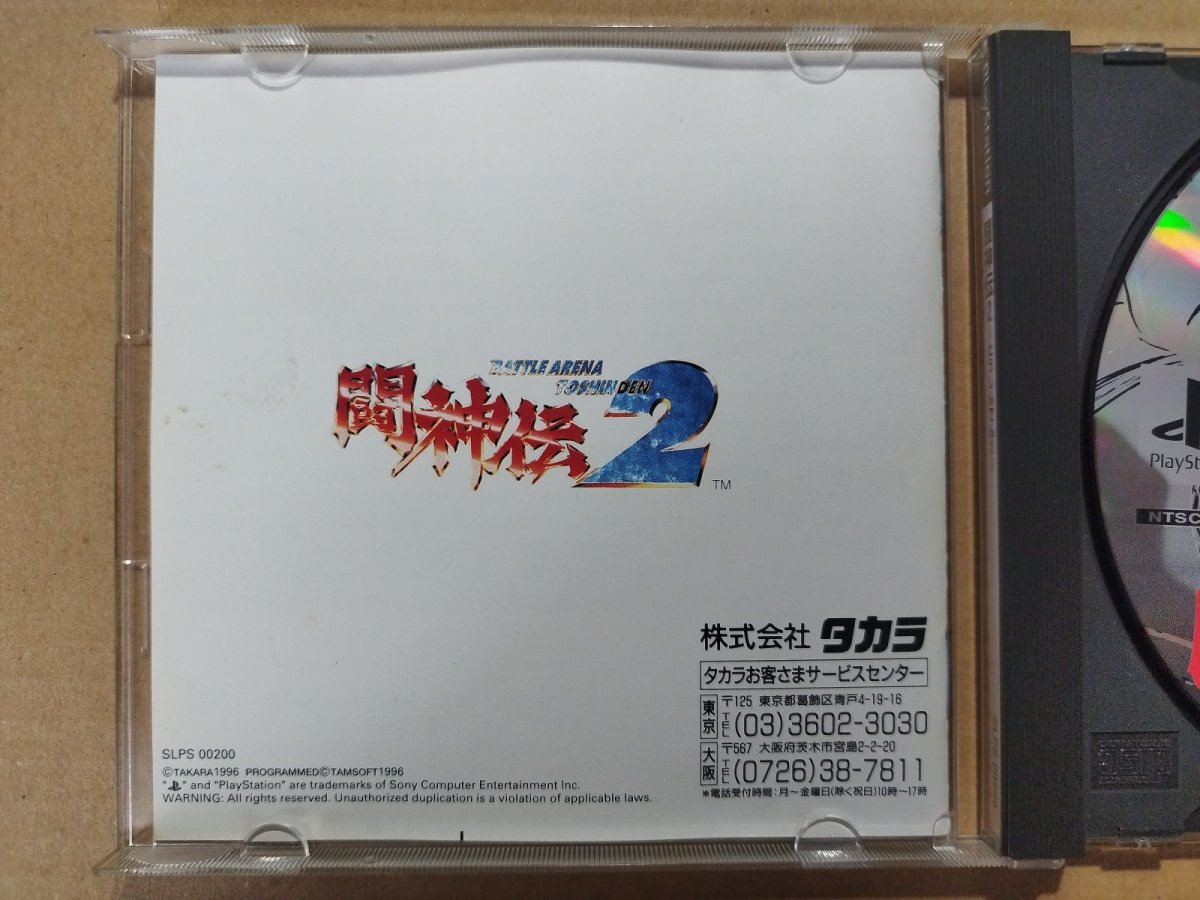 BATTLE ARENA
TOSHINDEN
闘神伝2
TM
株式会社 タカラ
タカラお客さまサービスセンター
東京
〒125 東京都葛飾区青戸4-19-16
TEL (03)3602-3030
大阪
〒567 大阪府茨木市宮島2-2-20
TEL (0726)38-7811
※電話受付時間:月~金曜日(除く祝日)10時~17時
SLPS 00200
©TAKARA1996 PROGRAMMED©TAMSOFT1996
" " and "PlayStation" are trademarks of Sony Computer Entertainment Inc.
WARNING: All rights reserved. Unauthorized duplication is a violation of applicable laws.
PlaySt
NTSC